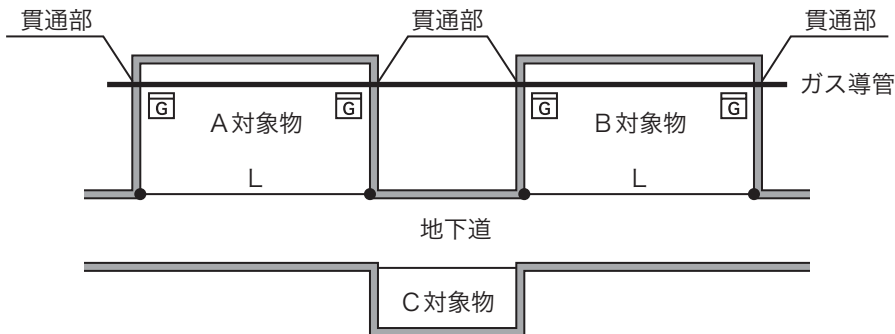 貫通部 貫通部 貫通部
ガス導管
G G G G
A対象物 B対象物
L L
地下道
C対象物